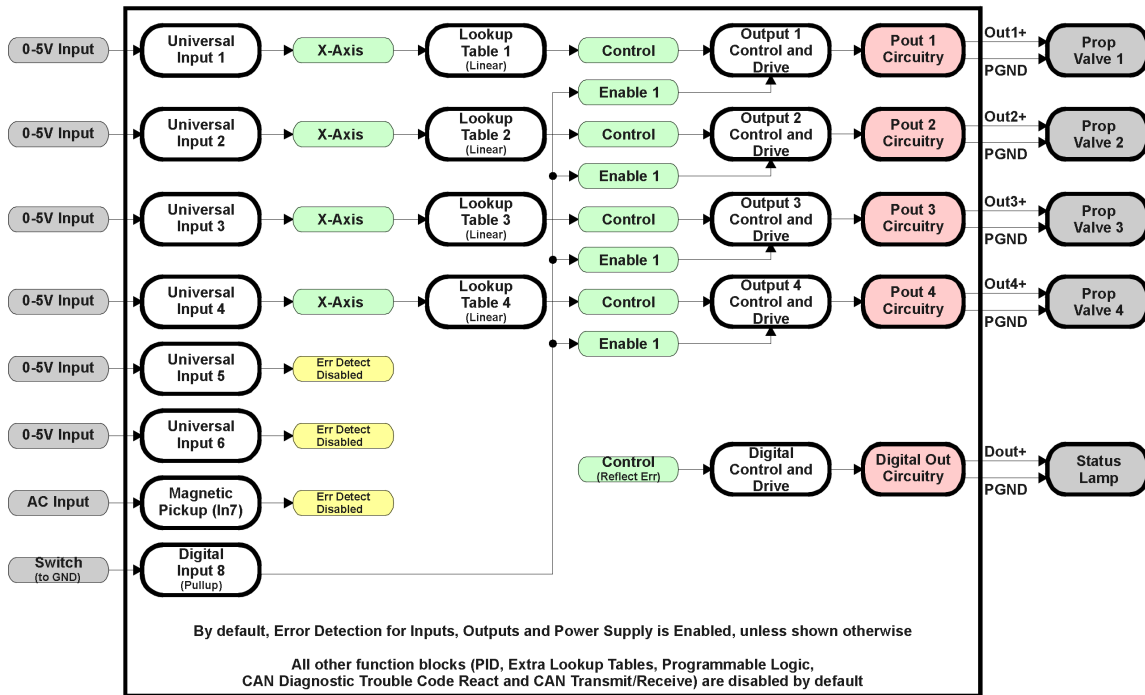 0-5V Input
Universal
Input 1
X-Axis
Lookup
Table 1
(Linear)
Control
Output 1
Control and
Drive
Pout 1
Circuitry
Out1+
PGND
Prop
Valve 1
Enable 1
0-5V Input
Universal
Input 2
X-Axis
Lookup
Table 2
(Linear)
Control
Output 2
Control and
Drive
Pout 2
Circuitry
Out2+
PGND
Prop
Valve 2
Enable 1
0-5V Input
Universal
Input 3
X-Axis
Lookup
Table 3
(Linear)
Control
Output 3
Control and
Drive
Pout 3
Circuitry
Out3+
PGND
Prop
Valve 3
Enable 1
0-5V Input
Universal
Input 4
X-Axis
Lookup
Table 4
(Linear)
Control
Output 4
Control and
Drive
Pout 4
Circuitry
Out4+
PGND
Prop
Valve 4
Enable 1
0-5V Input
Universal
Input 5
Err Detect
Disabled
0-5V Input
Universal
Input 6
Err Detect
Disabled
Control
(Reflect Err)
Digital
Control and
Drive
Digital Out
Circuitry
Dout+
PGND
Status
Lamp
AC Input
Magnetic
Pickup (In7)
Err Detect
Disabled
Switch
(to GND)
Digital
Input 8
(Pullup)
By default, Error Detection for Inputs, Outputs and Power Supply is Enabled, unless shown otherwise
All other function blocks (PID, Extra Lookup Tables, Programmable Logic,
CAN Diagnostic Trouble Code React and CAN Transmit/Receive) are disabled by default